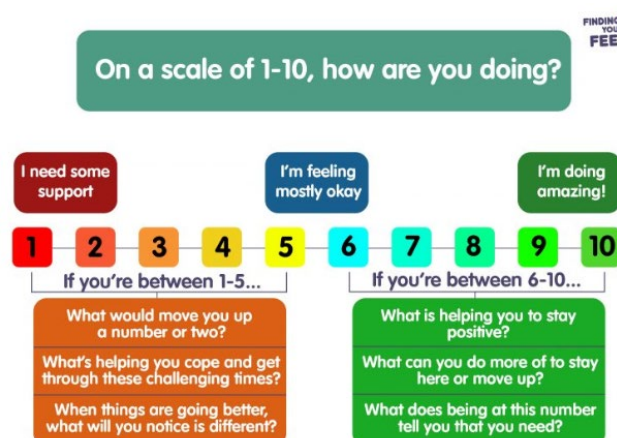 FINDING
YOU
FEE
On a scale of 1-10, how are you doing?
I need some
support
I'm feeling
mostly okay
I'm doing
amazing!
1 2 3 4 5 6 7 8 9 10
If you're between 1-5...
If you're between 6-10...
What would move you up
a number or two?
What's helping you cope and get
through these challenging times?
When things are going better,
what will you notice is different?
What is helping you to stay
positive?
What can you do more of to stay
here or move up?
What does being at this number
tell you that you need?